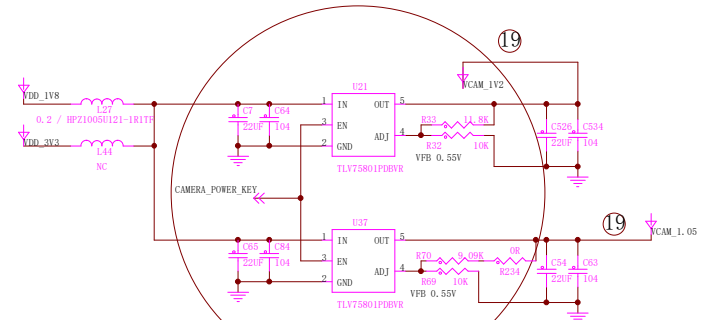 19
VCAM_1V2
U21
VDD_1V8
L27
0.2 / HPZ1005U121-1R1TF
C7
22UF
C64
104
1 IN OUT 5
3 EN
2 GND ADJ 4
R33 11.8K
R32 10K
VFB 0.55V
TLV75801PDBVR
C526
22UF
C534
104
VDD_3V3
L44
NC
CAMERA_POWER_KEY
U37
19
VCAM_1.05
C65
22UF
C84
104
1 IN OUT 5
3 EN
2 GND ADJ 4
R70 9.09K
0R
R234
R69 10K
VFB 0.55V
TLV75801PDBVR
C54
22UF
C63
104